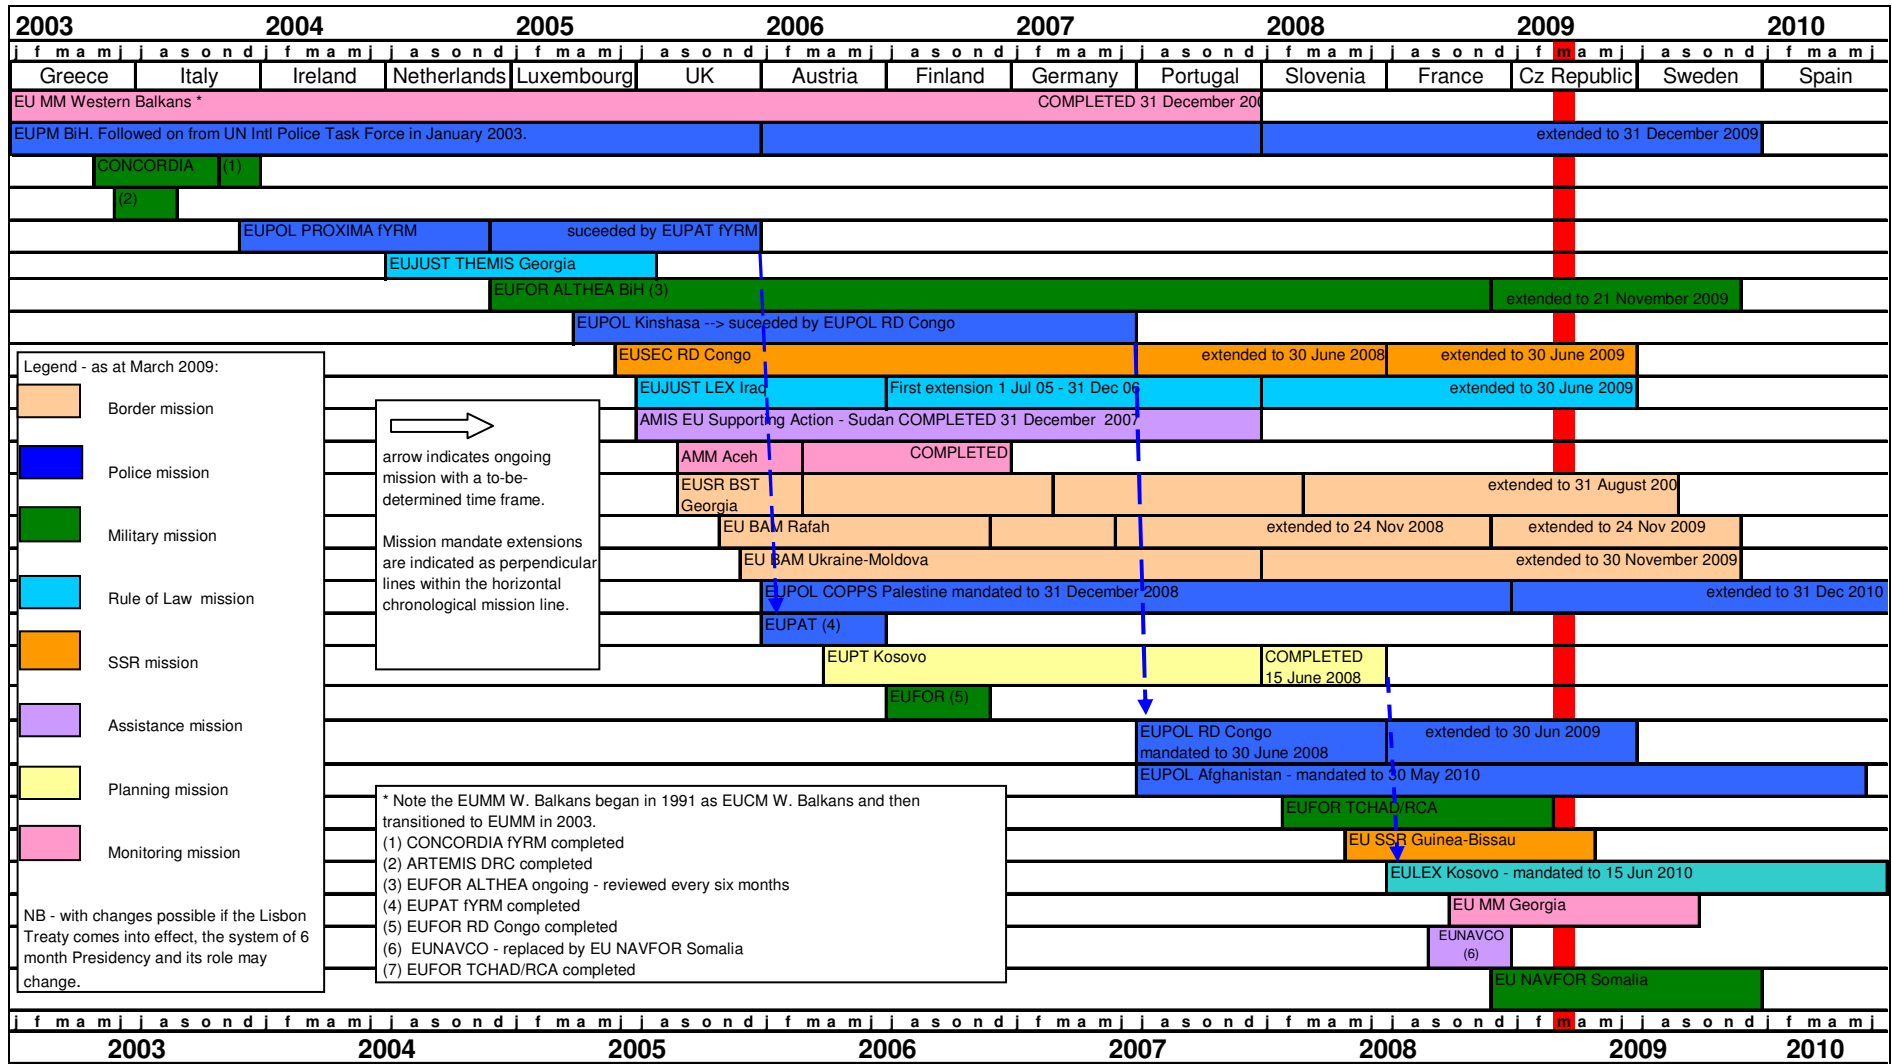 2003 2004 2005 2006 2007 2008 2009 2010
j f m a m j j a s o n d j f m a m j j a s o n d j f m a m j j a s o n d j f m a m j j a s o n d j f m a m j j a s o n d j f m a m j j a s o n d j f m a m j j a s o n d j f m a m j
Greece Italy Ireland Netherlands Luxembourg UK Austria Finland Germany Portugal Slovenia France Cz Republic Sweden Spain
EU MM Western Balkans * COMPLETED 31 December 200
EUPM BiH. Followed on from UN Intl Police Task Force in January 2003. extended to 31 December 2009
CONCORDIA (1)
(2)
EUPOL PROXIMA fYRM suceeded by EUPAT fYRM
EUJUST THEMIS Georgia
EUFOR ALTHEA BiH (3) extended to 21 November 2009
EUPOL Kinshasa --> suceeded by EUPOL RD Congo
EUSEC RD Congo extended to 30 June 2008 extended to 30 June 2009
EUJUST LEX Iraq First extension 1 Jul 05 - 31 Dec 06 extended to 30 June 2009
AMIS EU Supporting Action - Sudan COMPLETED 31 December 2007
AMM Aceh COMPLETED
EUSR BST extended to 31 August 200
Georgia
EU BAM Rafah extended to 24 Nov 2008 extended to 24 Nov 2009
EU BAM Ukraine-Moldova extended to 30 November 2009
EUPOL COPPS Palestine mandated to 31 December 2008 extended to 31 Dec 2010
EUPAT (4)
EUPT Kosovo COMPLETED
15 June 2008
EUFOR (5)
EUPOL RD Congo extended to 30 Jun 2009
mandated to 30 June 2008
EUPOL Afghanistan - mandated to 30 May 2010
EUFOR TCHAD/RCA
EU SSR Guinea-Bissau
EULEX Kosovo - mandated to 15 Jun 2010
EU MM Georgia
EUNAVCO
(6)
EU NAVFOR Somalia
Legend - as at March 2009:
Border mission
Police mission
Military mission
Rule of Law mission
SSR mission
Assistance mission
Planning mission
Monitoring mission
NB - with changes possible if the Lisbon
Treaty comes into effect, the system of 6
month Presidency and its role may
change.
arrow indicates ongoing
mission with a to-be-
determined time frame.
Mission mandate extensions
are indicated as perpendicular
lines within the horizontal
chronological mission line.
* Note the EUMM W. Balkans began in 1991 as EUCM W. Balkans and then
transitioned to EUMM in 2003.
(1) CONCORDIA fYRM completed
(2) ARTEMIS DRC completed
(3) EUFOR ALTHEA ongoing - reviewed every six months
(4) EUPAT fYRM completed
(5) EUFOR RD Congo completed
(6) EUNAVCO - replaced by EU NAVFOR Somalia
(7) EUFOR TCHAD/RCA completed
j f m a m j j a s o n d j f m a m j j a s o n d j f m a m j j a s o n d j f m a m j j a s o n d j f m a m j j a s o n d j f m a m j j a s o n d j f m a m j j a s o n d j f m a m j
2003 2004 2005 2006 2007 2008 2009 2010